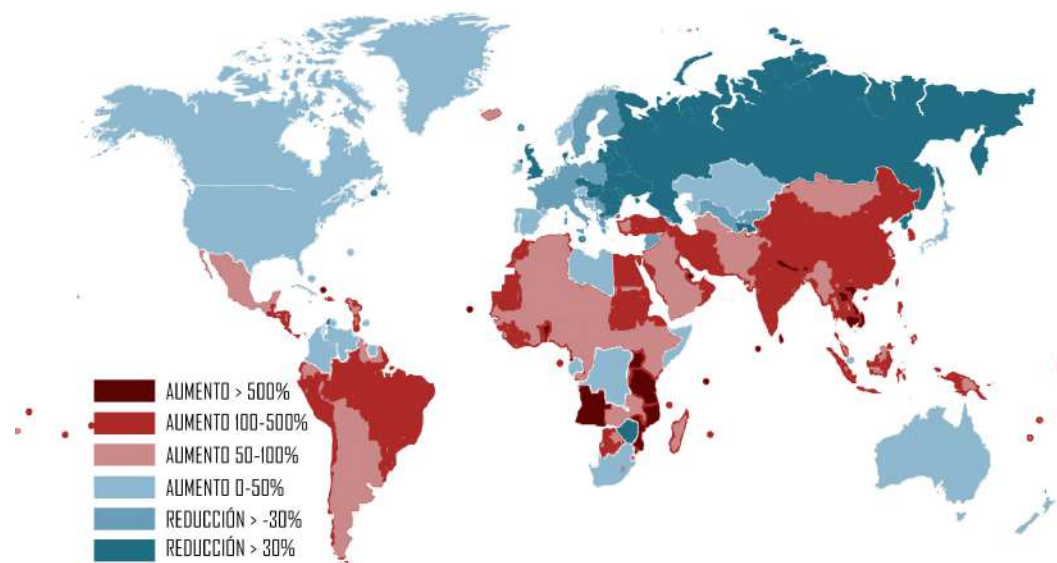 AUMENTO > 500%
AUMENTO 100-500%
AUMENTO 50-100%
AUMENTO 0-50%
REDUCCIÓN > -30%
REDUCCIÓN > 30%